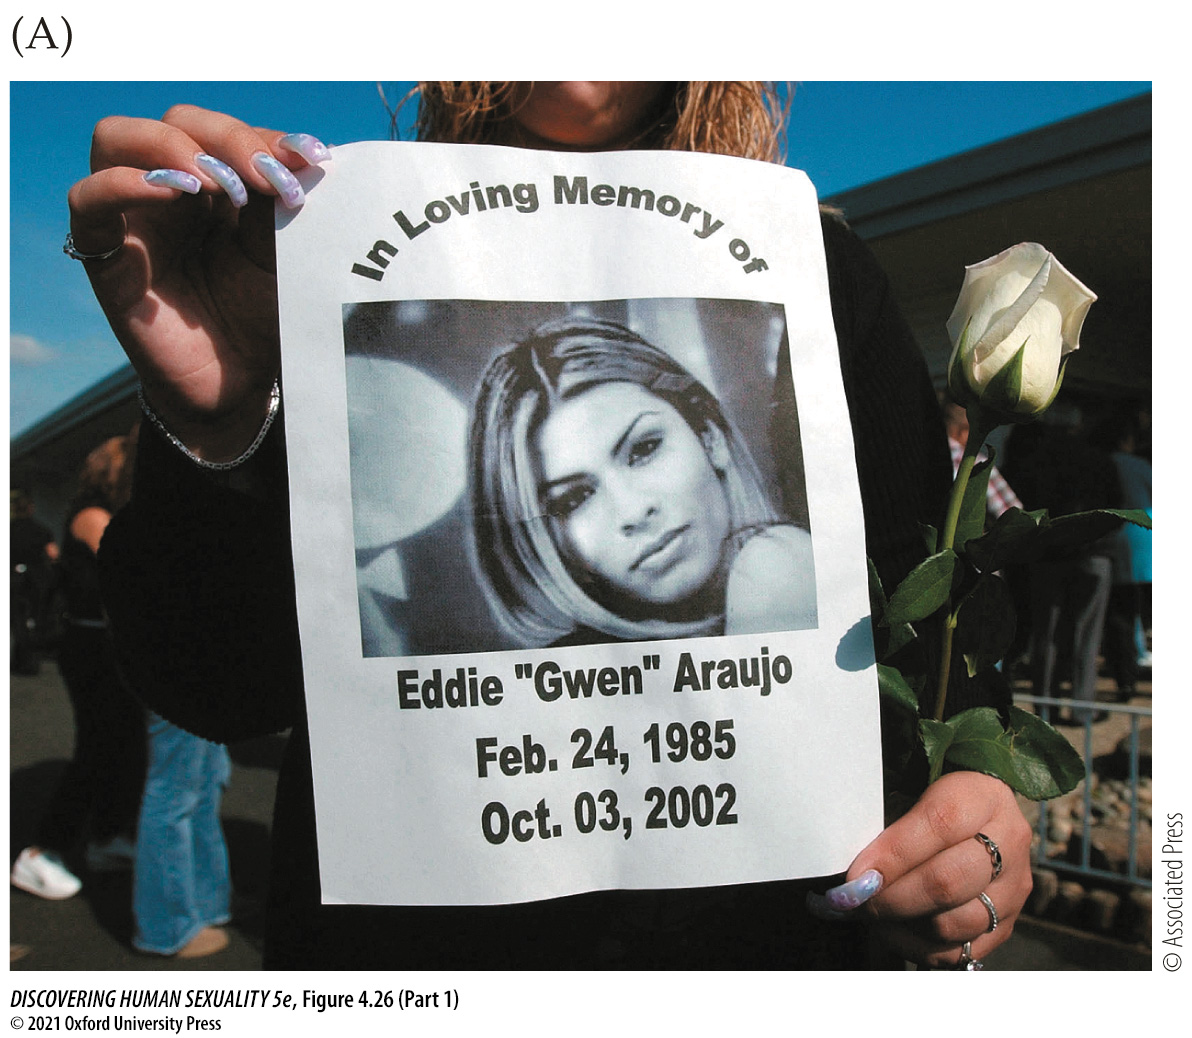 (A)
In Loving Memory of
Eddie "Gwen" Araujo
Feb. 24, 1985
Oct. 03, 2002
© Associated Press
DISCOVERING HUMAN SEXUALITY 5e, Figure 4.26 (Part 1)
© 2021 Oxford University Press